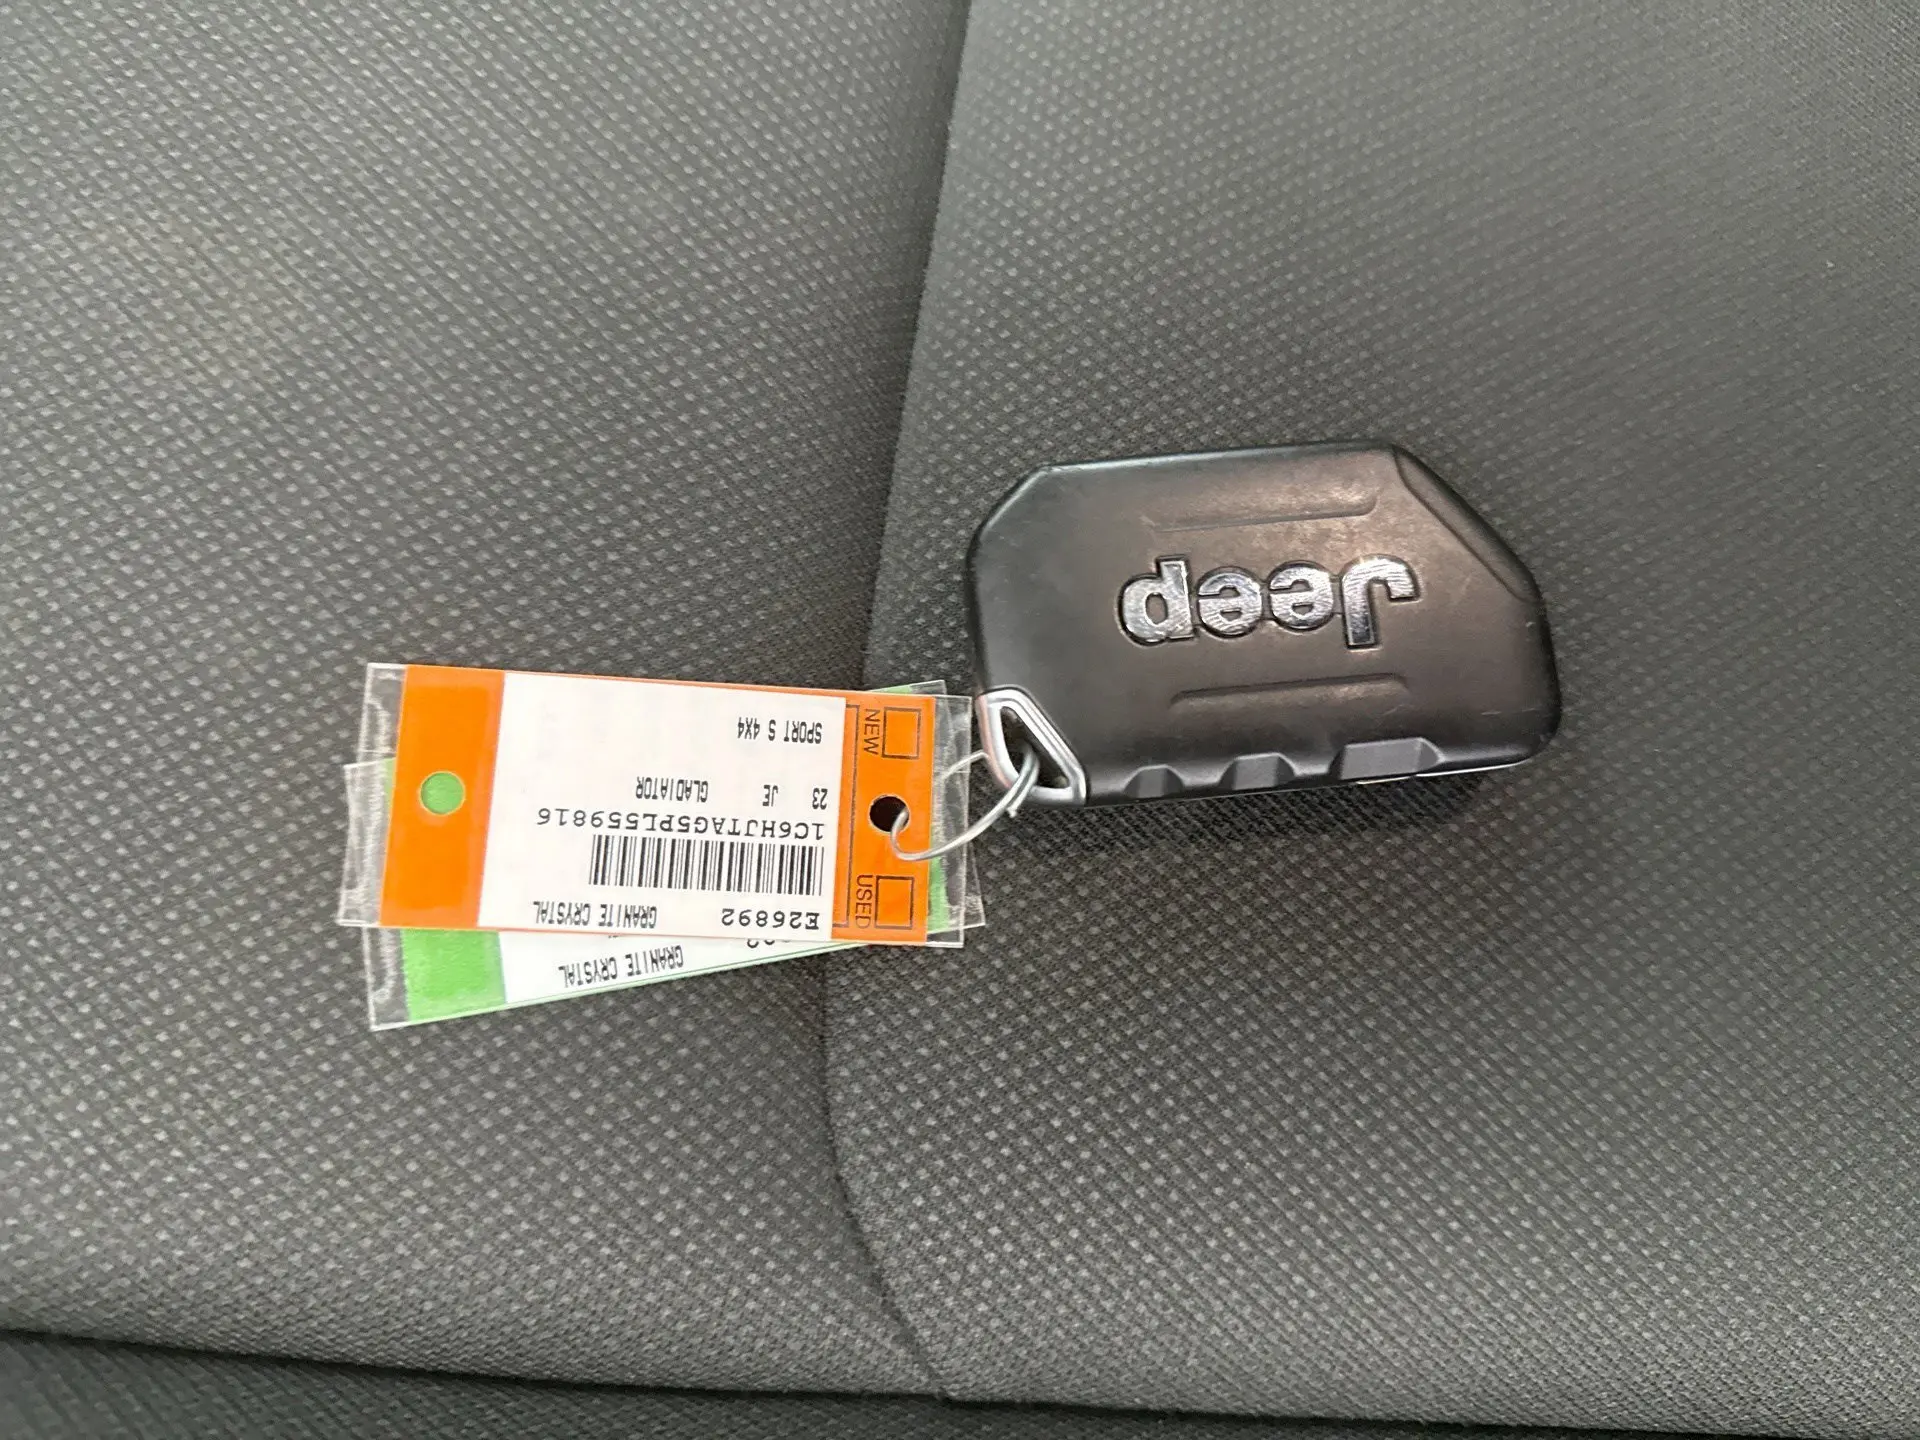 Jeep
USED
NEW
E26892 GRANITE CRYSTAL
1C6HJTAG5PL559816
23 JE GLADIATOR
SPORT S 4X4
GRANITE CRYSTAL